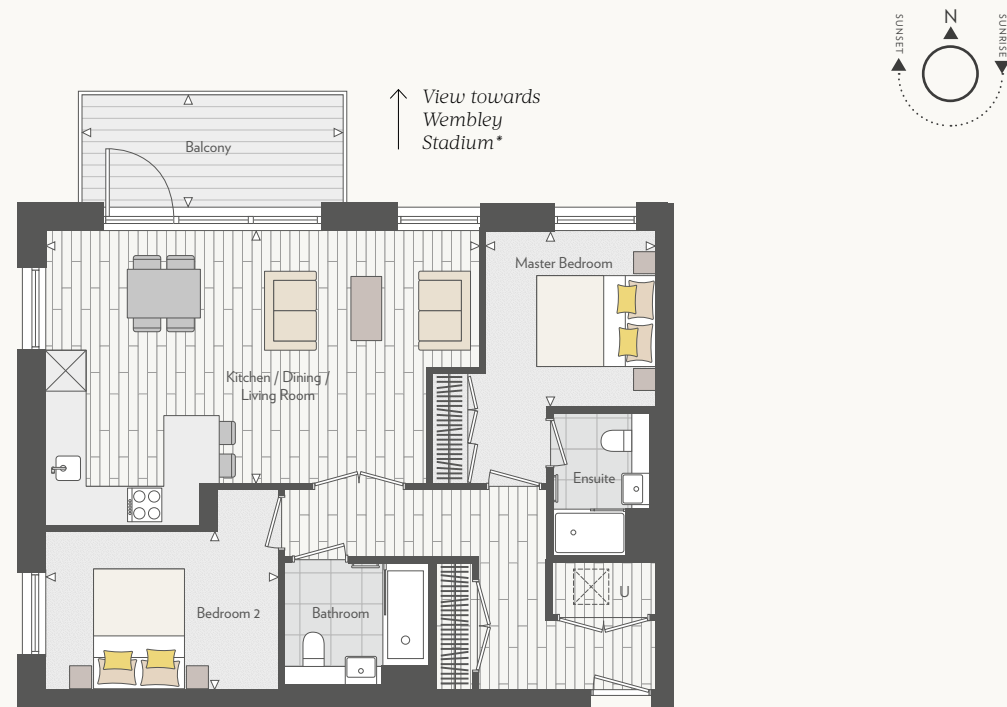 N
SUNSET
SUNRISE
View towards
Wembley
Stadium*
Balcony
Master Bedroom
Kitchen / Dining /
Living Room
Ensuite
U
Bedroom 2
Bathroom